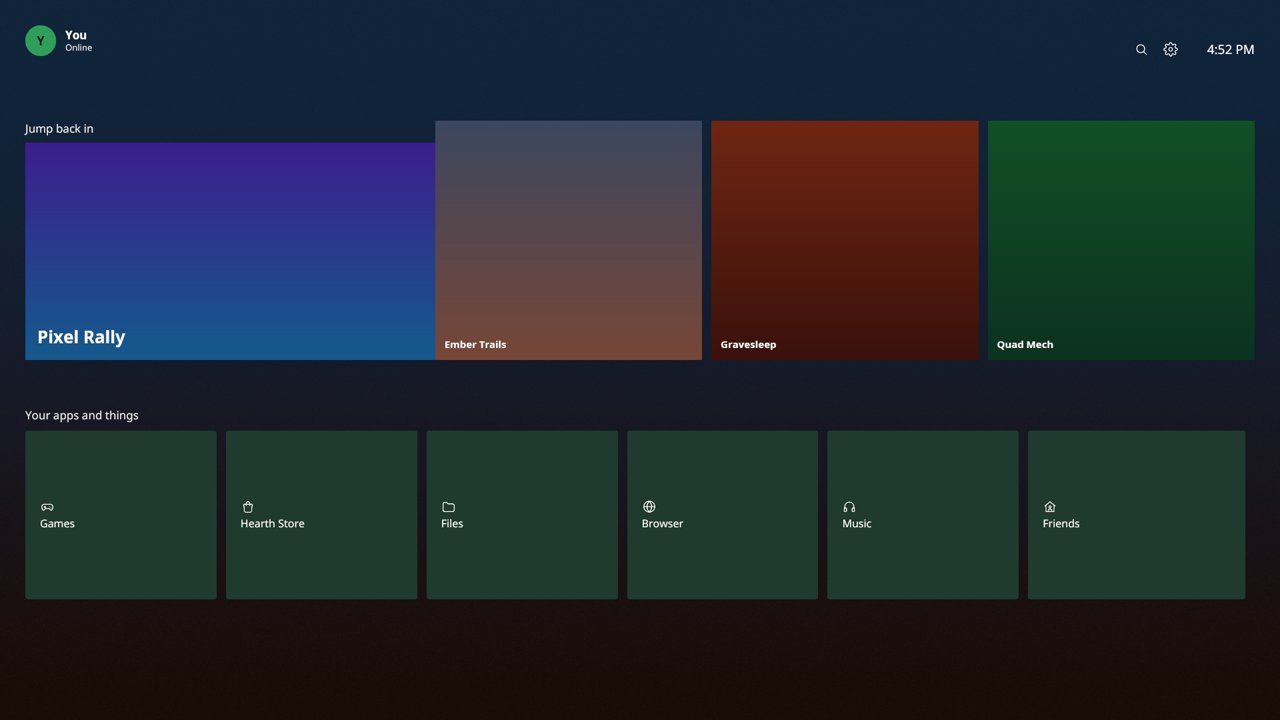 Y
You
Online
4:52 PM
Jump back in
Pixel Rally
Ember Trails
Gravesleep
Quad Mech
Your apps and things
Games
Hearth Store
Files
Browser
Music
Friends